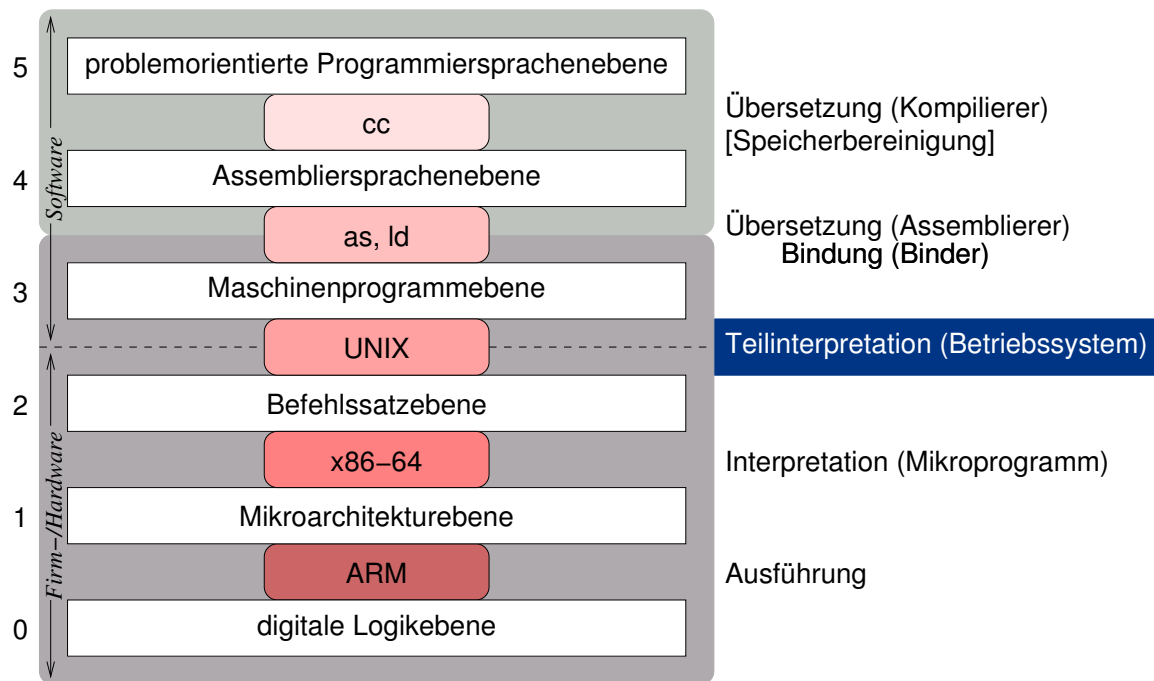 5
problemorientierte Programmiersprachenebene
cc
Übersetzung (Kompilierer)
[Speicherbereinigung]
Software
4
Assembliersprachenebene
as, ld
Übersetzung (Assemblierer)
Bindung (Binder)
3
Maschinenprogrammebene
UNIX
Teilinterpretation (Betriebssystem)
2
Befehlssatzebene
x86–64
Interpretation (Mikroprogramm)
Firm–/Hardware
1
Mikroarchitekturebene
ARM
Ausführung
0
digitale Logikebene